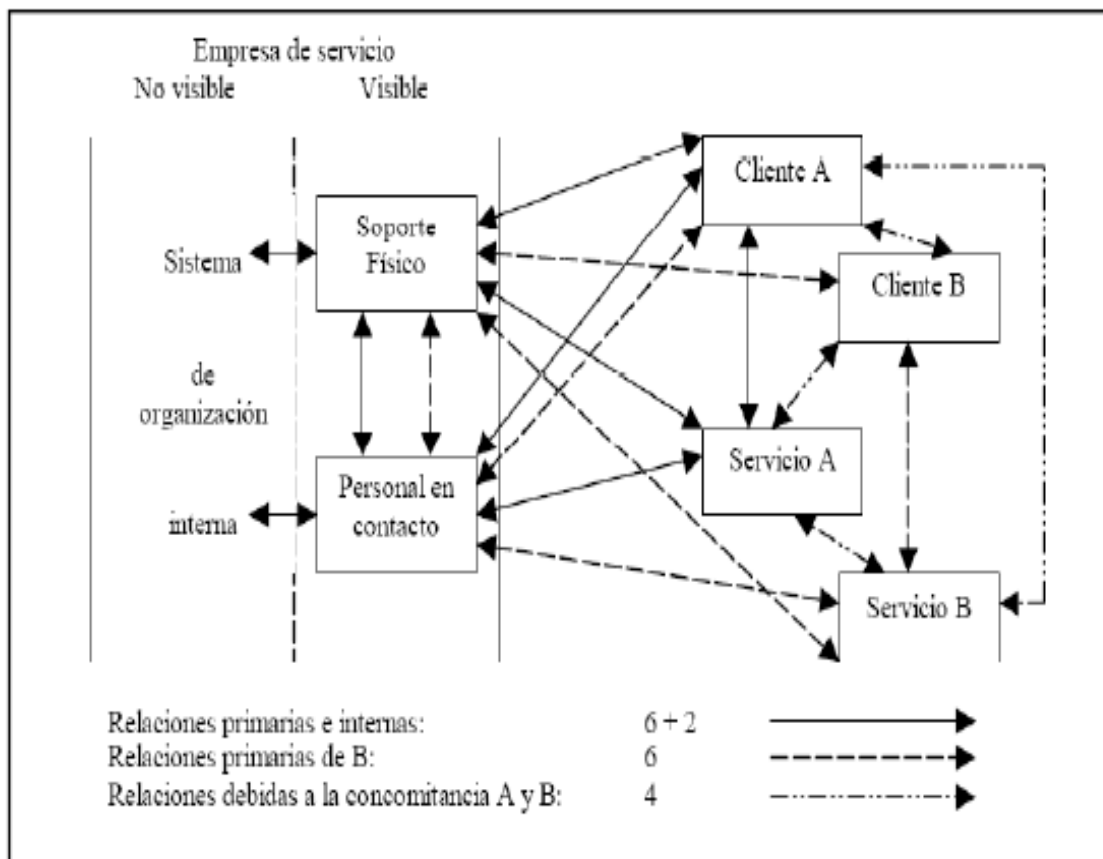 Empresa de servicio
No visible Visible
Cliente A
Soporte
Físico
Sistema
Cliente B
de
organización
Servicio A
Personal en
contacto
interna
Servicio B
Relaciones primarias e internas: 6 + 2
Relaciones primarias de B: 6
Relaciones debidas a la concomitancia A y B: 4